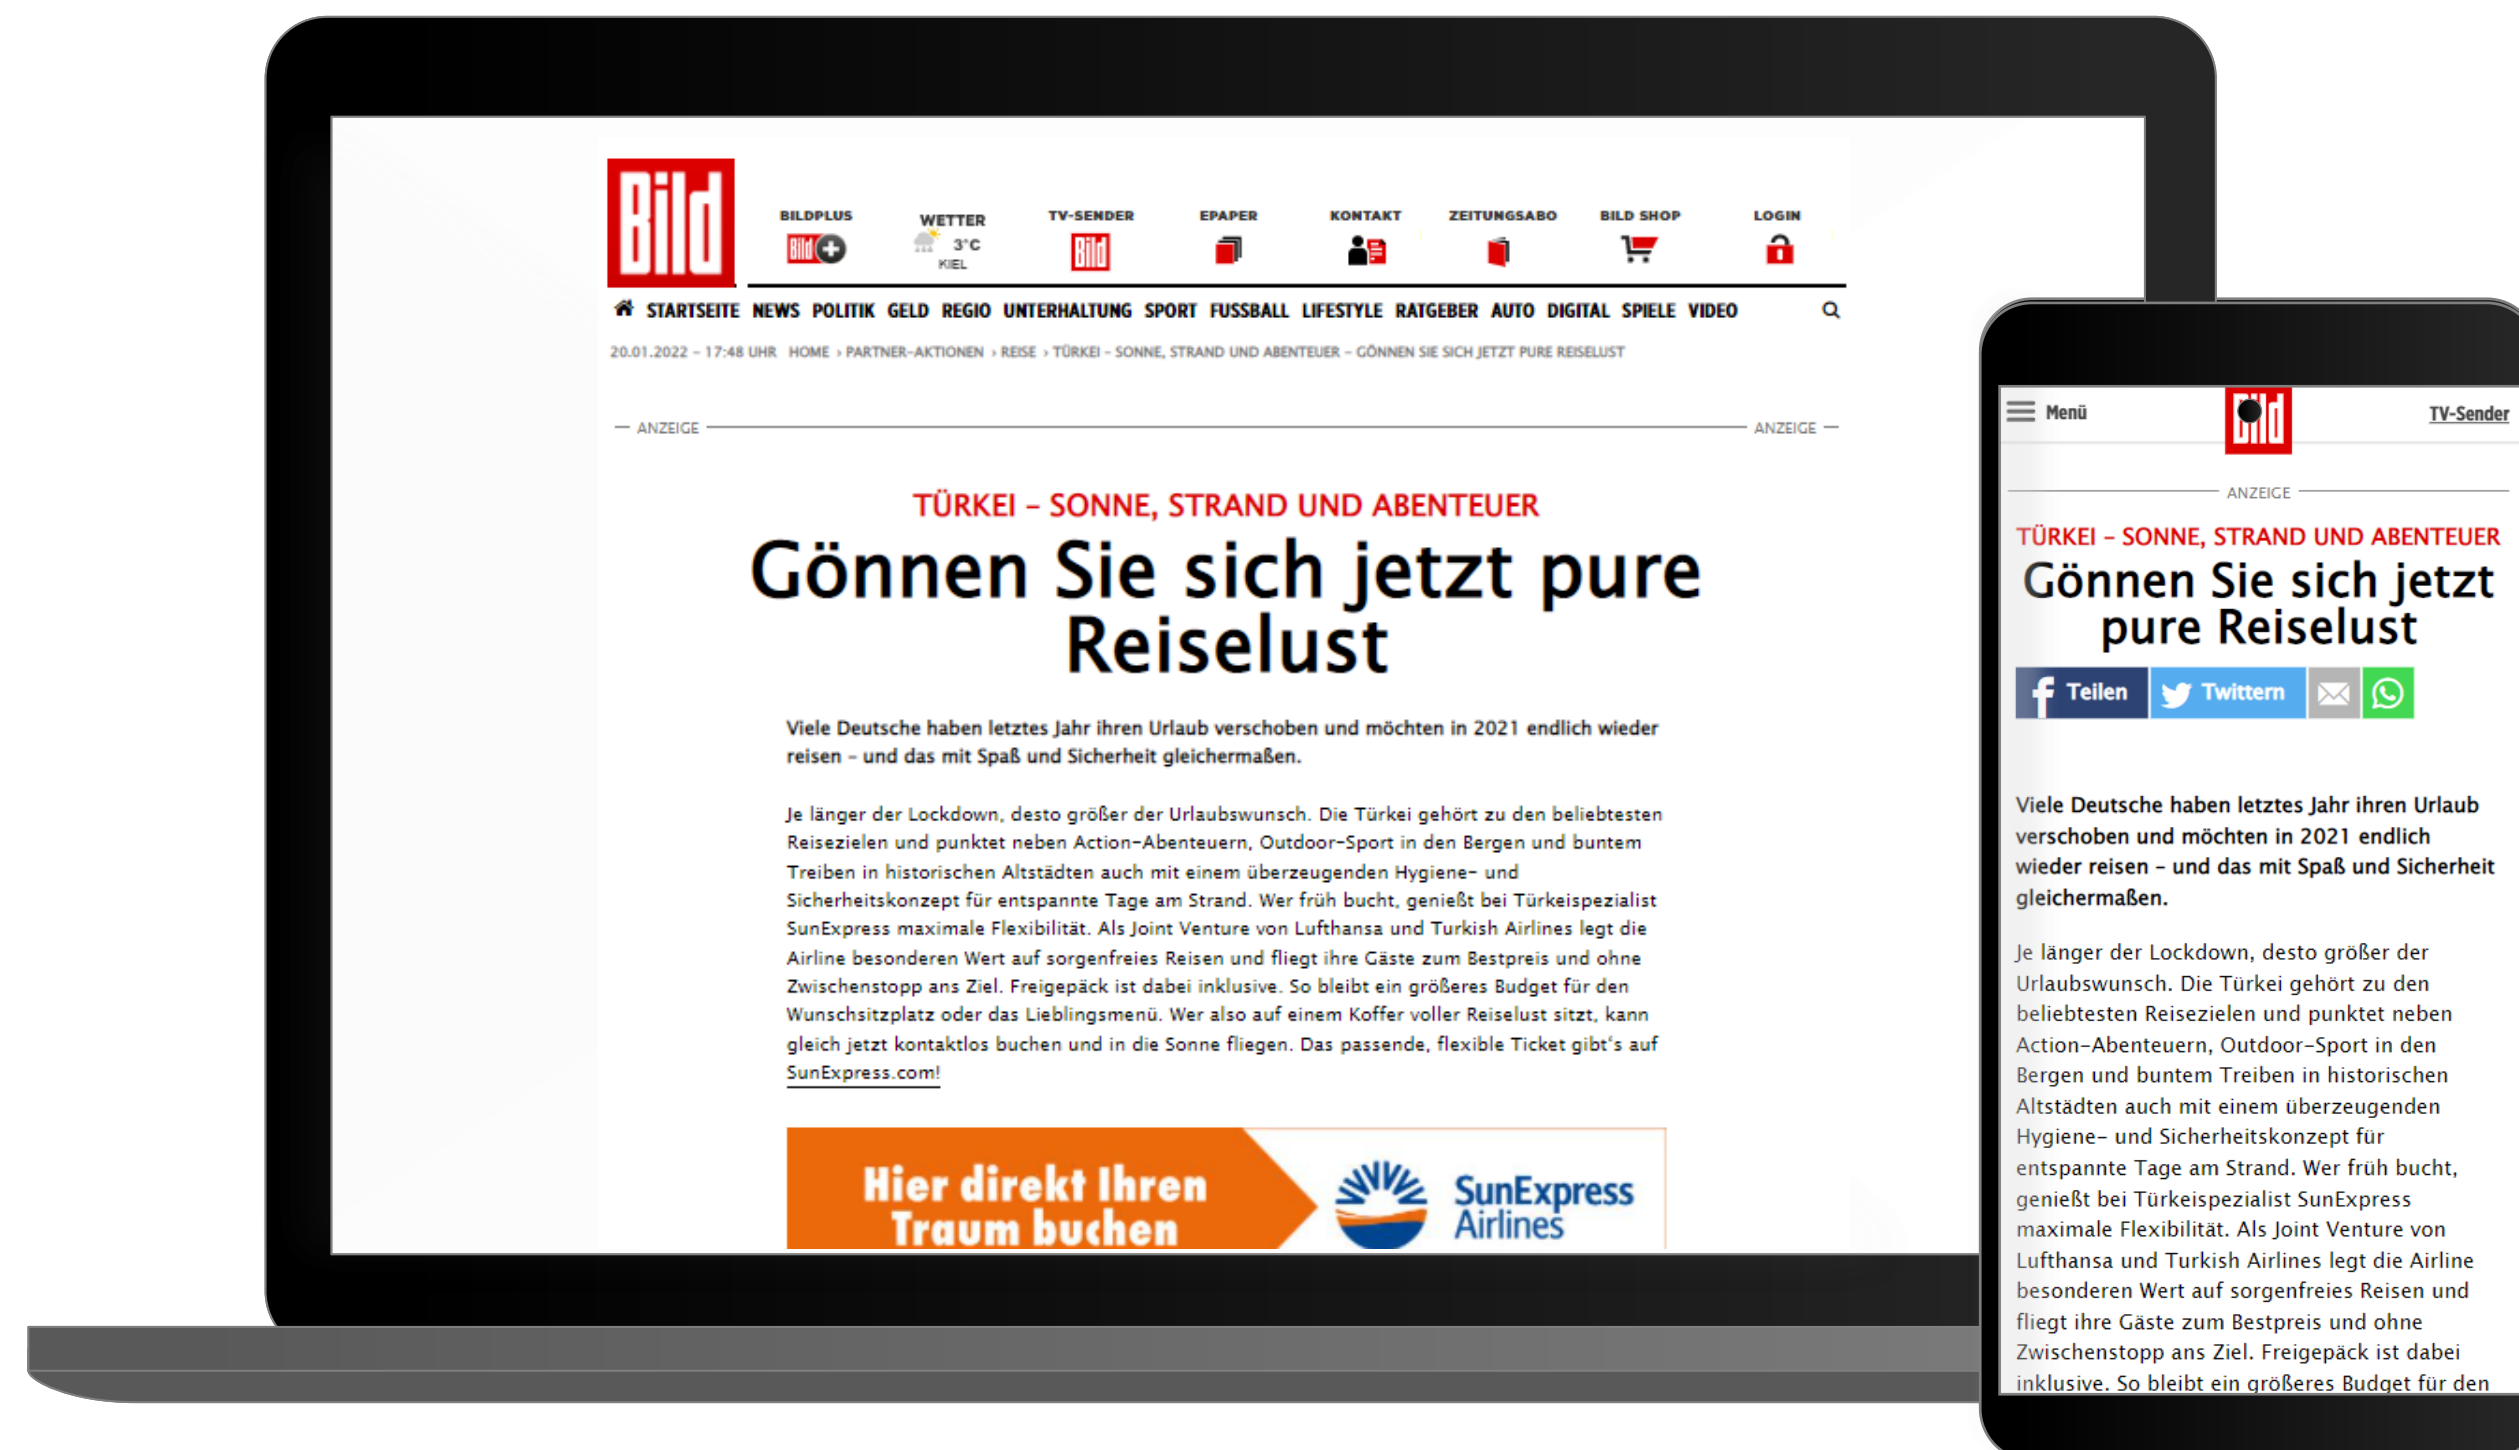 Bild
BILDPLUS
Bild
WETTER
3°C
KIEL
TV-SENDER
Bild
EPAPER
KONTAKT
ZEITUNGSABO
BILD SHOP
LOGIN
STARTSEITE NEWS POLITIK GELD REGIO UNTERHALTUNG SPORT FUSSBALL LIFESTYLE RATGEBER AUTO DIGITAL SPIELE VIDEO
20.01.2022 – 17:48 UHR HOME › PARTNER-AKTIONEN › REISE › TÜRKEI – SONNE, STRAND UND ABENTEUER – GÖNNEN SIE SICH JETZT PURE REISELUST
ANZEIGE ANZEIGE
TÜRKEI – SONNE, STRAND UND ABENTEUER
Gönnen Sie sich jetzt pure
Reiselust
Viele Deutsche haben letztes Jahr ihren Urlaub verschoben und möchten in 2021 endlich wieder
reisen – und das mit Spaß und Sicherheit gleichermaßen.
Je länger der Lockdown, desto größer der Urlaubswunsch. Die Türkei gehört zu den beliebtesten
Reisezielen und punktet neben Action-Abenteuern, Outdoor-Sport in den Bergen und buntem
Treiben in historischen Altstädten auch mit einem überzeugenden Hygiene- und
Sicherheitskonzept für entspannte Tage am Strand. Wer früh bucht, genießt bei Türkeispezialist
SunExpress maximale Flexibilität. Als Joint Venture von Lufthansa und Turkish Airlines legt die
Airline besonderen Wert auf sorgenfreies Reisen und fliegt ihre Gäste zum Bestpreis und ohne
Zwischenstopp ans Ziel. Freigepäck ist dabei inklusive. So bleibt ein größeres Budget für den
Wunschsitzplatz oder das Lieblingsmenü. Wer also auf einem Koffer voller Reiselust sitzt, kann
gleich jetzt kontaktlos buchen und in die Sonne fliegen. Das passende, flexible Ticket gibt's auf
SunExpress.com!
Hier direkt Ihren
Traum buchen
SunExpress
Airlines
Menü
Bild
TV-Sender
ANZEIGE
TÜRKEI – SONNE, STRAND UND ABENTEUER
Gönnen Sie sich jetzt
pure Reiselust
Teilen Twittern
Viele Deutsche haben letztes Jahr ihren Urlaub
verschoben und möchten in 2021 endlich
wieder reisen – und das mit Spaß und Sicherheit
gleichermaßen.
Je länger der Lockdown, desto größer der
Urlaubswunsch. Die Türkei gehört zu den
beliebtesten Reisezielen und punktet neben
Action-Abenteuern, Outdoor-Sport in den
Bergen und buntem Treiben in historischen
Altstädten auch mit einem überzeugenden
Hygiene- und Sicherheitskonzept für
entspannte Tage am Strand. Wer früh bucht,
genießt bei Türkeispezialist SunExpress
maximale Flexibilität. Als Joint Venture von
Lufthansa und Turkish Airlines legt die Airline
besonderen Wert auf sorgenfreies Reisen und
fliegt ihre Gäste zum Bestpreis und ohne
Zwischenstopp ans Ziel. Freigepäck ist dabei
inklusive. So bleibt ein größeres Budget für den